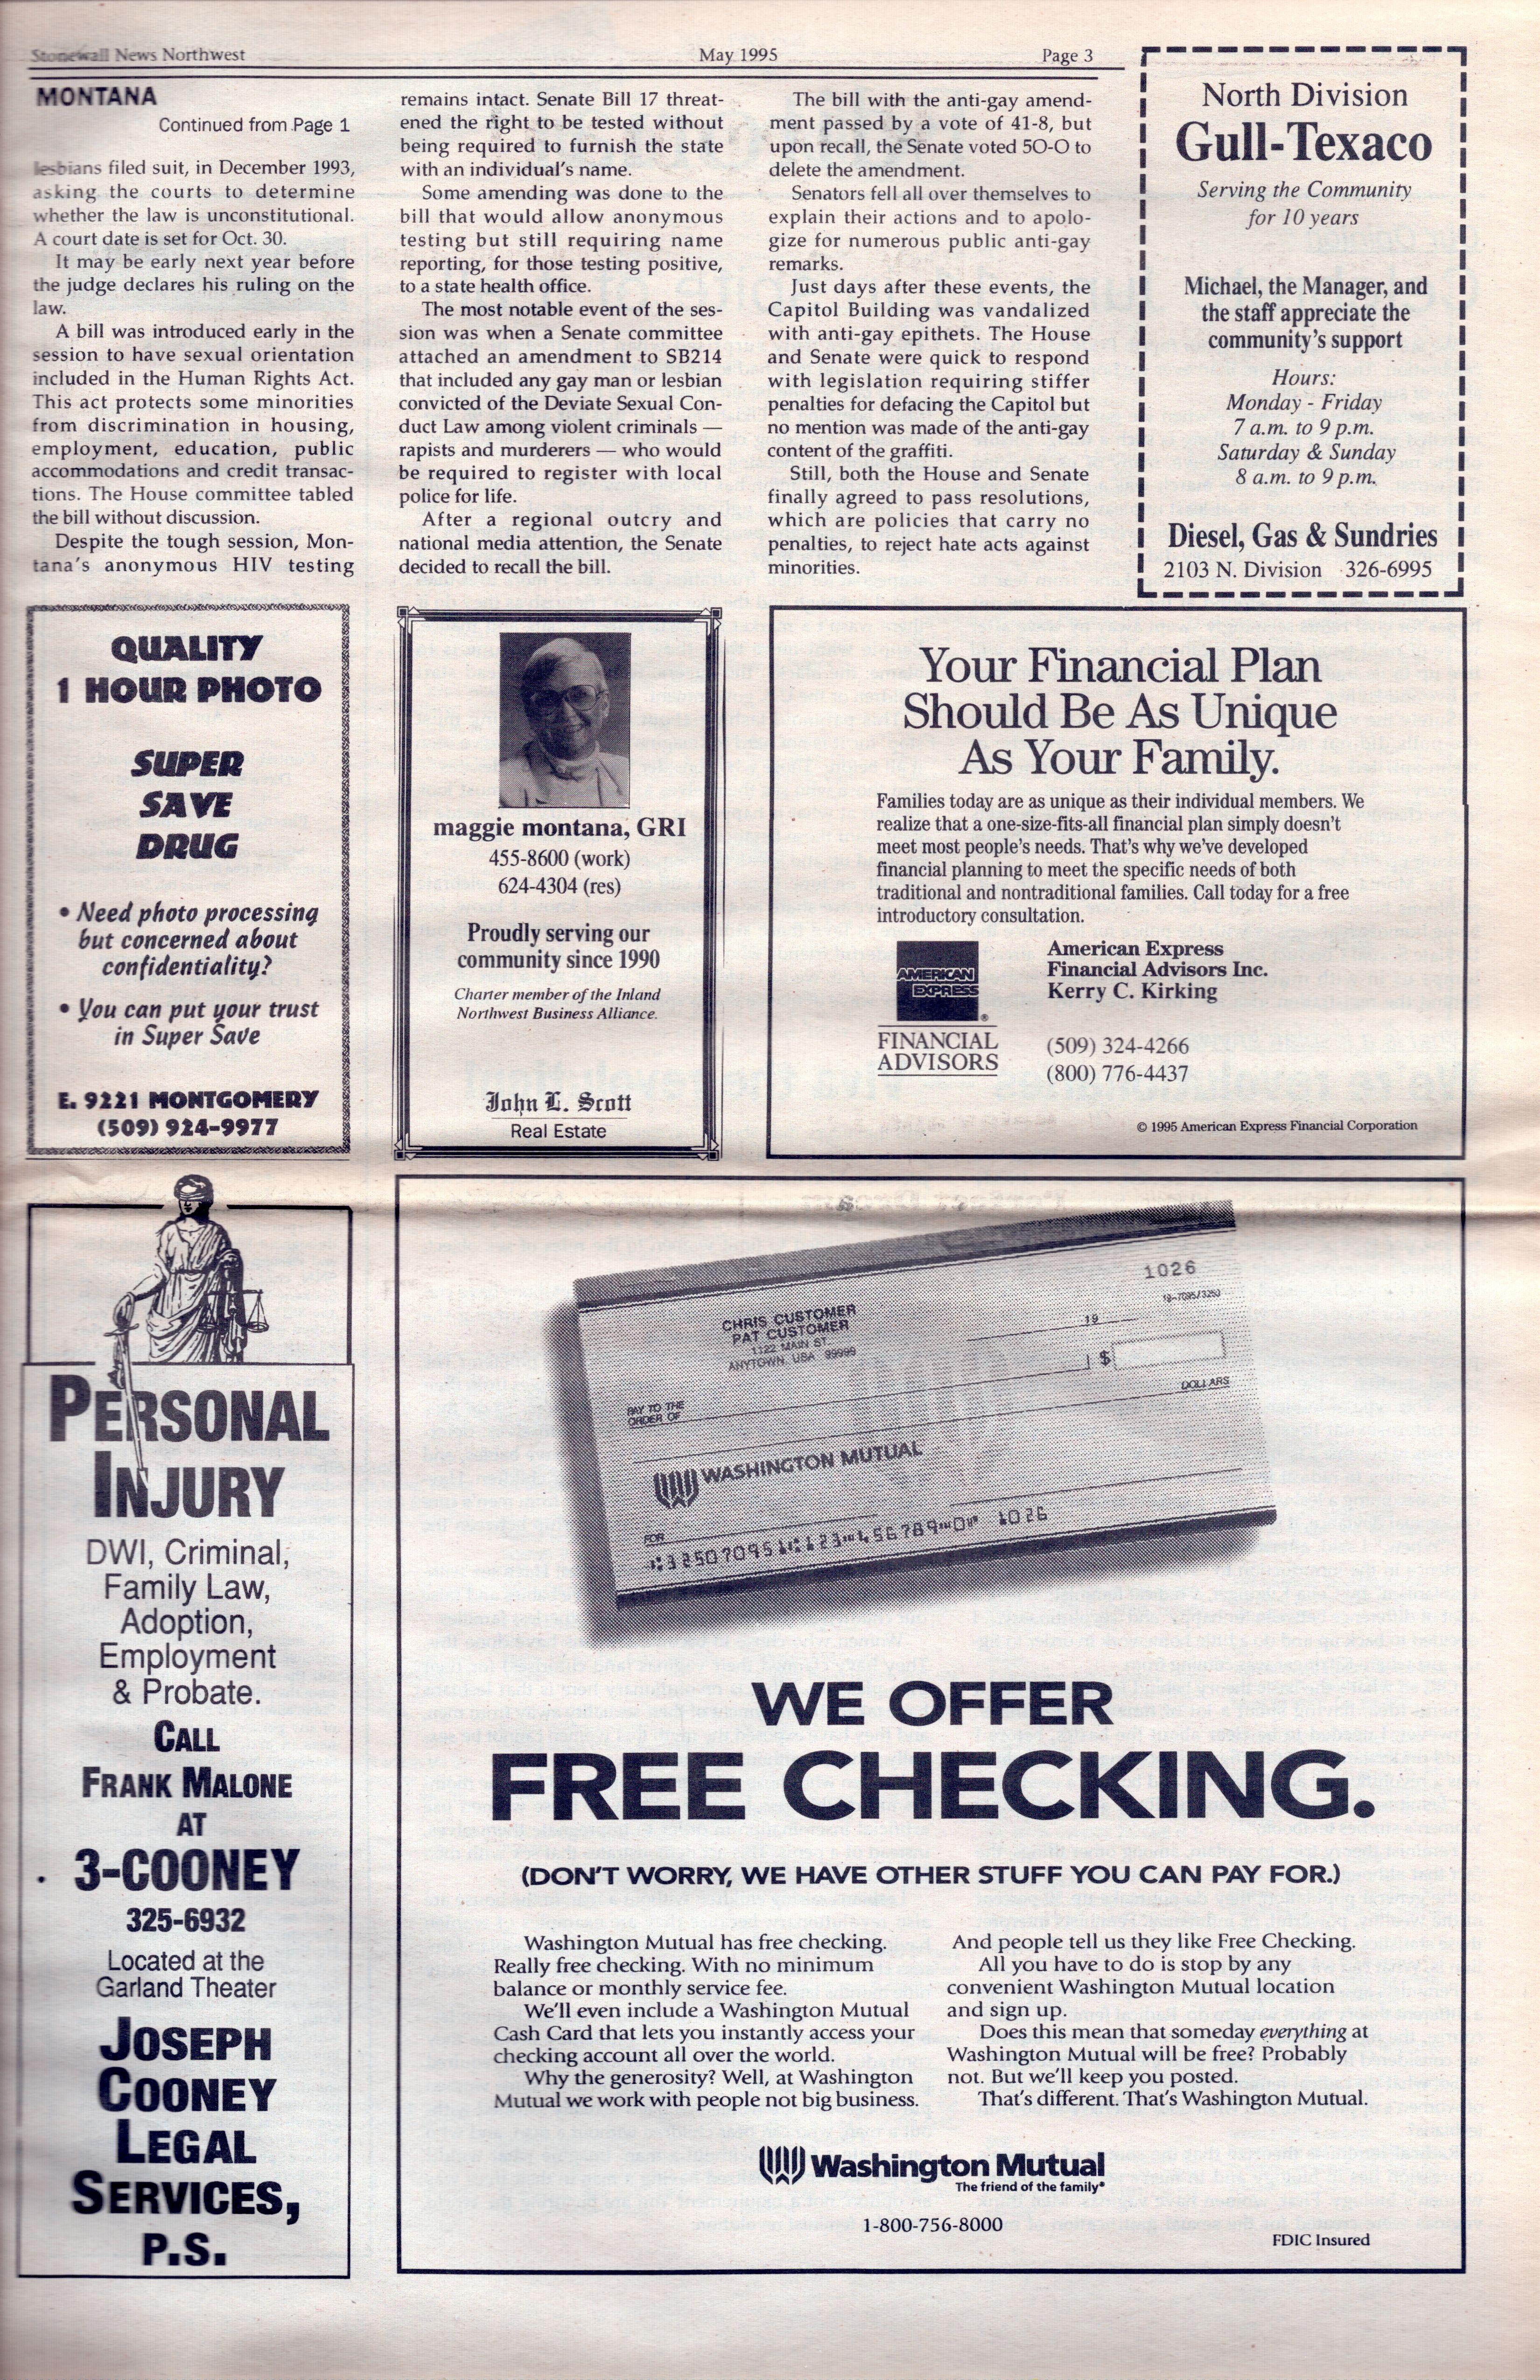 Stonewall News Northwest
May 1995
Page 3
MONTANA
Continued from Page 1
lesbians filed suit, in December 1993,
asking the courts to determine
whether the law is unconstitutional.
A court date is set for Oct. 30.
It may be early next year before
the judge declares his ruling on the
law.
A bill was introduced early in the
session to have sexual orientation
included in the Human Rights Act.
This act protects some minorities
from discrimination in housing,
employment, education, public
accommodations and credit transac-
tions. The House committee tabled
the bill without discussion.
Despite the tough session, Mon-
tana's anonymous HIV testing
remains intact. Senate Bill 17 threat-
ened the right to be tested without
being required to furnish the state
with an individual's name.
Some amending was done to the
bill that would allow anonymous
testing but still requiring name
reporting, for those testing positive,
to a state health office.
The most notable event of the ses-
sion was when a Senate committee
attached an amendment to SB214
that included any gay man or lesbian
convicted of the Deviate Sexual Con-
duct Law among violent criminals —
rapists and murderers — who would
be required to register with local
police for life.
After a regional outcry and
national media attention, the Senate
decided to recall the bill.
The bill with the anti-gay amend-
ment passed by a vote of 41-8, but
upon recall, the Senate voted 5O-O to
delete the amendment.
Senators fell all over themselves to
explain their actions and to apolo-
gize for numerous public anti-gay
remarks.
Just days after these events, the
Capitol Building was vandalized
with anti-gay epithets. The House
and Senate were quick to respond
with legislation requiring stiffer
penalties for defacing the Capitol but
no mention was made of the anti-gay
content of the graffiti.
Still, both the House and Senate
finally agreed to pass resolutions,
which are policies that carry no
penalties, to reject hate acts against
minorities.
North Division
Gull-Texaco
Serving the Community
for 10 years
Michael, the Manager, and
the staff appreciate the
community's support
Hours:
Monday - Friday
7 a.m. to 9 p.m.
Saturday & Sunday
8 a.m. to 9 p.m.
Diesel, Gas & Sundries
2103 N. Division 326-6995
QUALITY
1 HOUR PHOTO
SUPER
SAVE
DRUG
• Need photo processing
but concerned about
confidentiality?
• You can put your trust
in Super Save
E. 9221 MONTGOMERY
(509) 924-9977
maggie montana, GRI
455-8600 (work)
624-4304 (res)
Proudly serving our
community since 1990
Charter member of the Inland
Northwest Business Alliance.
John L. Scott
Real Estate
Your Financial Plan
Should Be As Unique
As Your Family.
Families today are as unique as their individual members. We
realize that a one-size-fits-all financial plan simply doesn't
meet most people's needs. That's why we've developed
financial planning to meet the specific needs of both
traditional and nontraditional families. Call today for a free
introductory consultation.
AMERICAN
EXPRESS
®
FINANCIAL
ADVISORS
American Express
Financial Advisors Inc.
Kerry C. Kirking
(509) 324-4266
(800) 776-4437
© 1995 American Express Financial Corporation
PERSONAL
INJURY
DWI, Criminal,
Family Law,
Adoption,
Employment
& Probate.
CALL
FRANK MALONE
AT
3-COONEY
325-6932
Located at the
Garland Theater
JOSEPH
COONEY
LEGAL
SERVICES,
P.S.
1026
19-7095/3250
CHRIS CUSTOMER
PAT CUSTOMER
1122 MAIN ST.
ANYTOWN, USA 99999
19
$
PAY TO THE
ORDER OF
DOLLARS
WASHINGTON MUTUAL
FOR
⑆325070951⑆123⑉456789⑉0⑈ 1026
WE OFFER
FREE CHECKING.
(DON'T WORRY, WE HAVE OTHER STUFF YOU CAN PAY FOR.)
Washington Mutual has free checking.
Really free checking. With no minimum
balance or monthly service fee.
We'll even include a Washington Mutual
Cash Card that lets you instantly access your
checking account all over the world.
Why the generosity? Well, at Washington
Mutual we work with people not big business.
And people tell us they like Free Checking.
All you have to do is stop by any
convenient Washington Mutual location
and sign up.
Does this mean that someday everything at
Washington Mutual will be free? Probably
not. But we'll keep you posted.
That's different. That's Washington Mutual.
Washington Mutual
The friend of the family®
1-800-756-8000
FDIC Insured